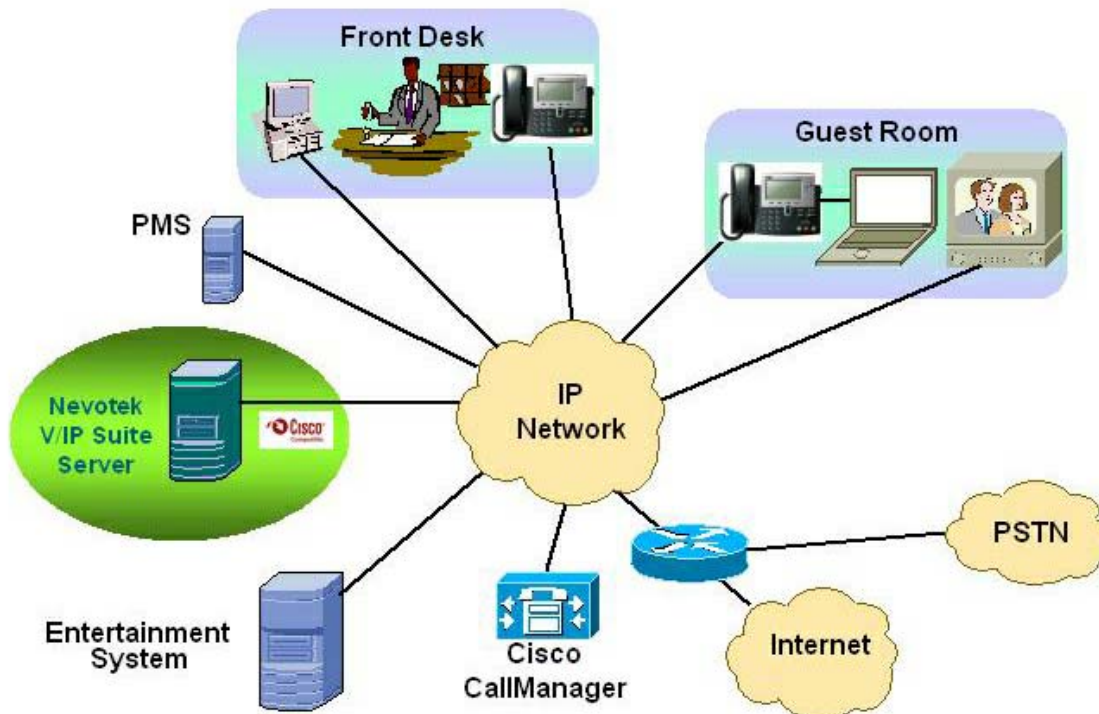 Front Desk
Guest Room
PMS
Nevotek
V/IP Suite
Server
CISCO
IP
Network
PSTN
Entertainment
System
Cisco
CallManager
Internet